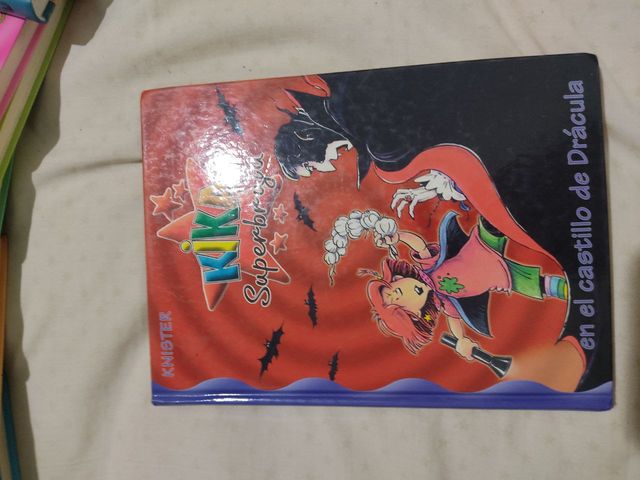 KNISTER
KIKA
Superbruja
en el castillo de Drácula